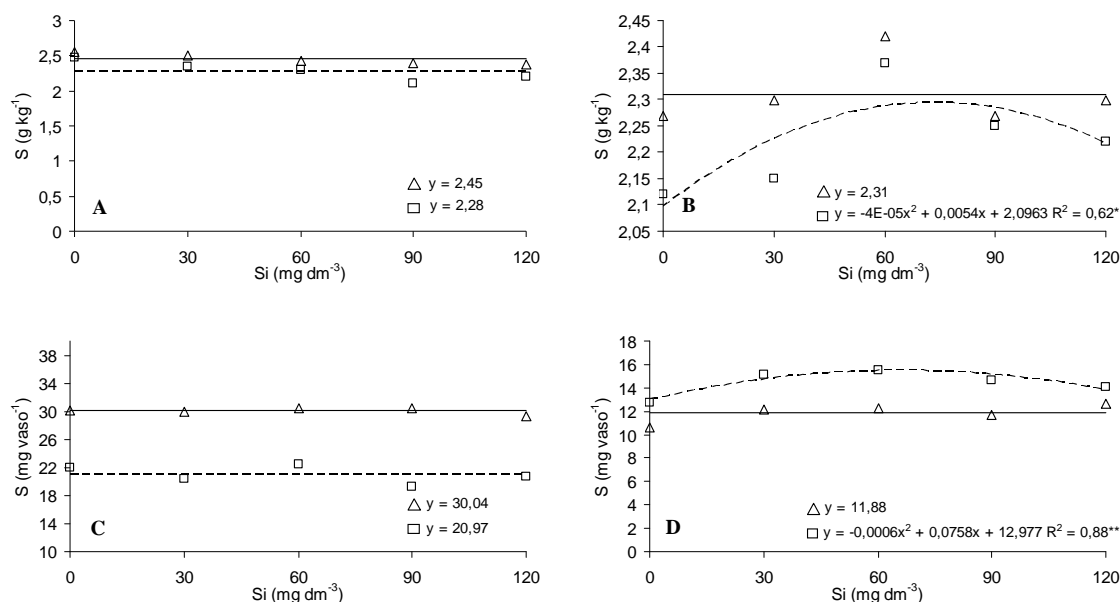 A
3
2,5
2
1,5
1
0,5
0
S (g kg⁻¹)
y = 2,45
y = 2,28
A
0 30 60 90 120
Si (mg dm⁻³)
B
2,45
2,4
2,35
2,3
2,25
2,2
2,15
2,1
2,05
S (g kg⁻¹)
y = 2,31
y = -4E-05x² + 0,0054x + 2,0963 R² = 0,62*
B
0 30 60 90 120
Si (mg dm⁻³)
38
34
30
26
22
18
14
10
S (mg vaso⁻¹)
y = 30,04
y = 20,97
C
0 30 60 90 120
Si (mg dm⁻³)
18
16
14
12
10
8
6
4
2
0
S (mg vaso⁻¹)
y = 11,88
y = -0,0006x² + 0,0758x + 12,977 R² = 0,88**
D
0 30 60 90 120
Si (mg dm⁻³)